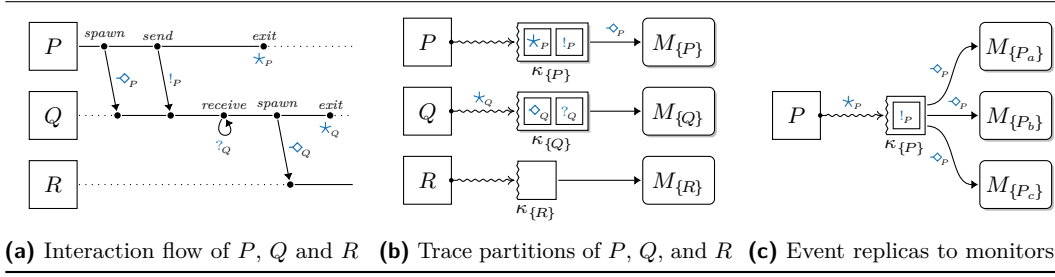 spawn send exit
P
⋆P
⟐P !P
receive spawn exit
Q
?Q ⋆Q
⟐Q
R
P ⋆P !P ⟐P M{P}
κ{P}
Q ⋆Q ⟐Q ?Q M{Q}
κ{Q}
R M{R}
κ{R}
M{Pa}
⟐P
P ⋆P !P ⟐P M{Pb}
κ{P}
⟐P
M{Pc}
(a) Interaction flow of P, Q and R (b) Trace partitions of P, Q, and R (c) Event replicas to monitors